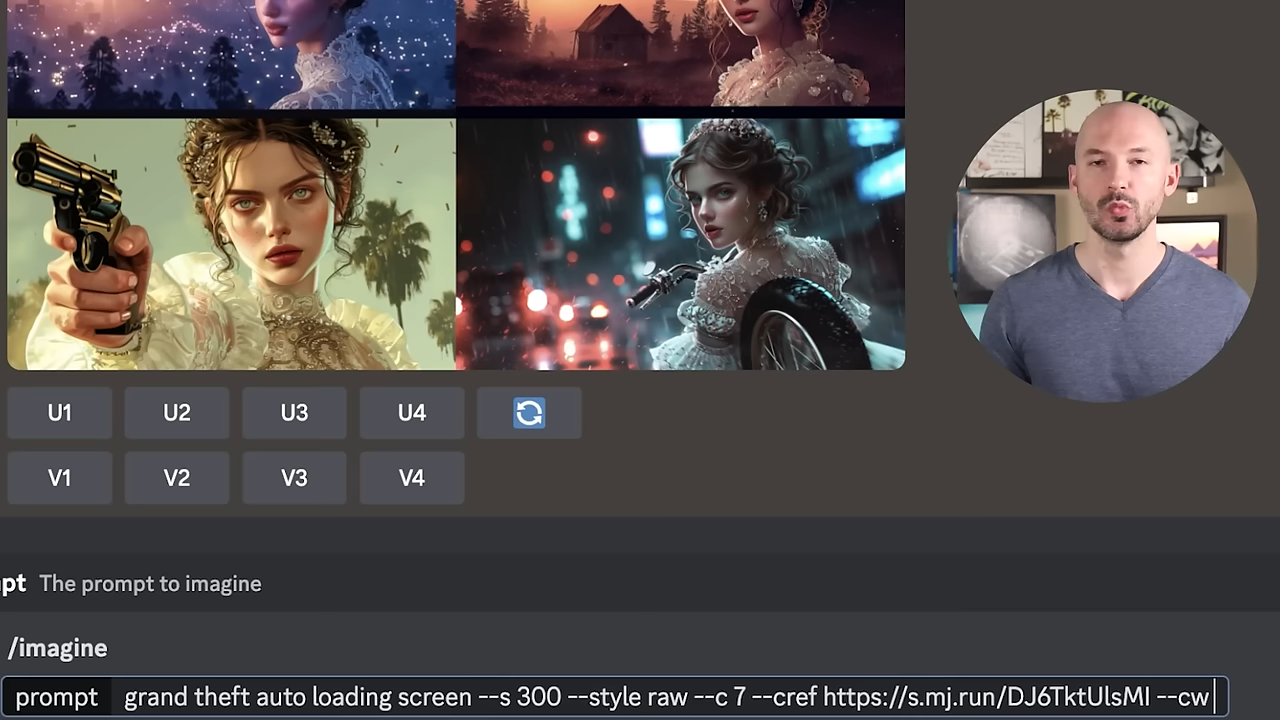 U1 U2 U3 U4
V1 V2 V3 V4
pt The prompt to imagine
/imagine
prompt grand theft auto loading screen --s 300 --style raw --c 7 --cref https://s.mj.run/DJ6TktUlsMI --cw